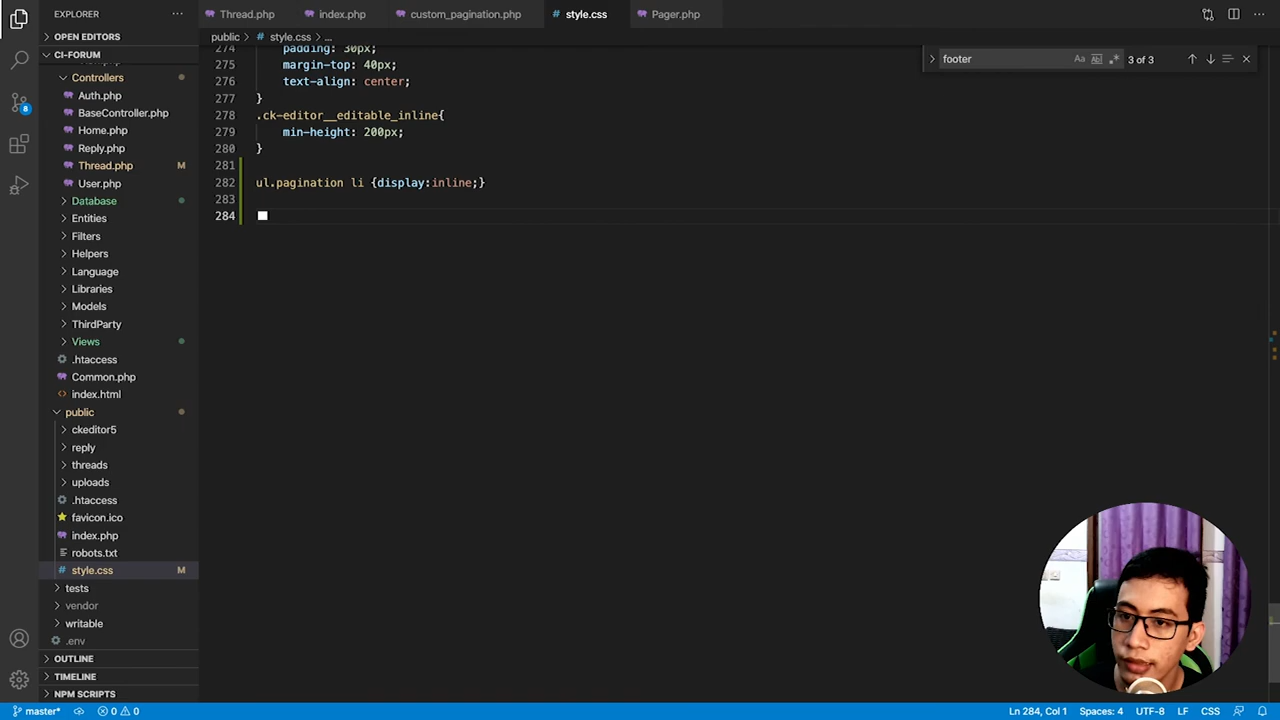 EXPLORER
Thread.php
index.php
custom_pagination.php
style.css
Pager.php
OPEN EDITORS
public > # style.css > ...
CI-FORUM
footer
Aa
3 of 3
Controllers
Auth.php
BaseController.php
Home.php
Reply.php
Thread.php M
User.php
Database
Entities
Filters
Helpers
Language
Libraries
Models
ThirdParty
Views
.htaccess
Common.php
index.html
public
ckeditor5
reply
threads
uploads
.htaccess
favicon.ico
index.php
robots.txt
# style.css M
tests
vendor
writable
.env
OUTLINE
TIMELINE
NPM SCRIPTS
274 padding: 30px;
275 margin-top: 40px;
276 text-align: center;
277 }
278 .ck-editor__editable_inline{
279 min-height: 200px;
280 }
281
282 ul.pagination li {display:inline;}
283
284
8
master*
0 0
Ln 284, Col 1
Spaces: 4
UTF-8
LF
CSS